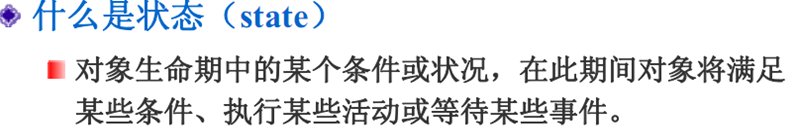 什么是状态（state）
对象生命期中的某个条件或状况，在此期间对象将满足
某些条件、执行某些活动或等待某些事件。